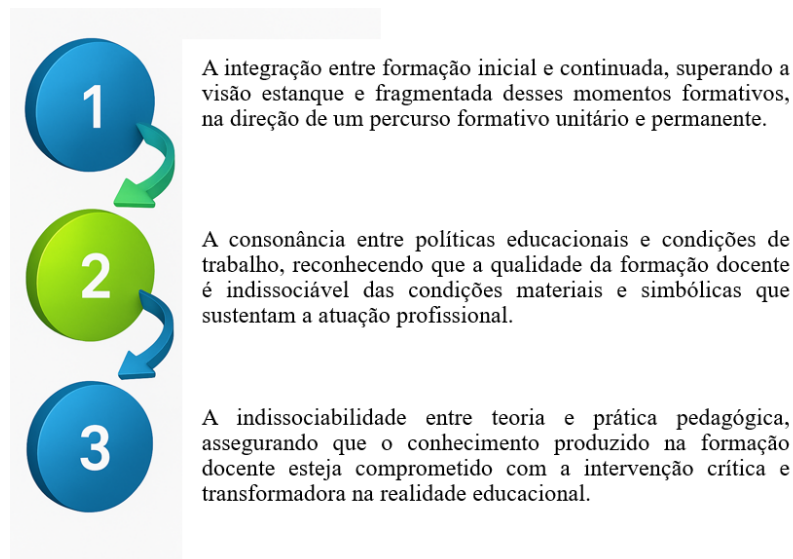 1
A integração entre formação inicial e continuada, superando a
visão estanque e fragmentada desses momentos formativos,
na direção de um percurso formativo unitário e permanente.
2
A consonância entre políticas educacionais e condições de
trabalho, reconhecendo que a qualidade da formação docente
é indissociável das condições materiais e simbólicas que
sustentam a atuação profissional.
3
A indissociabilidade entre teoria e prática pedagógica,
assegurando que o conhecimento produzido na formação
docente esteja comprometido com a intervenção crítica e
transformadora na realidade educacional.